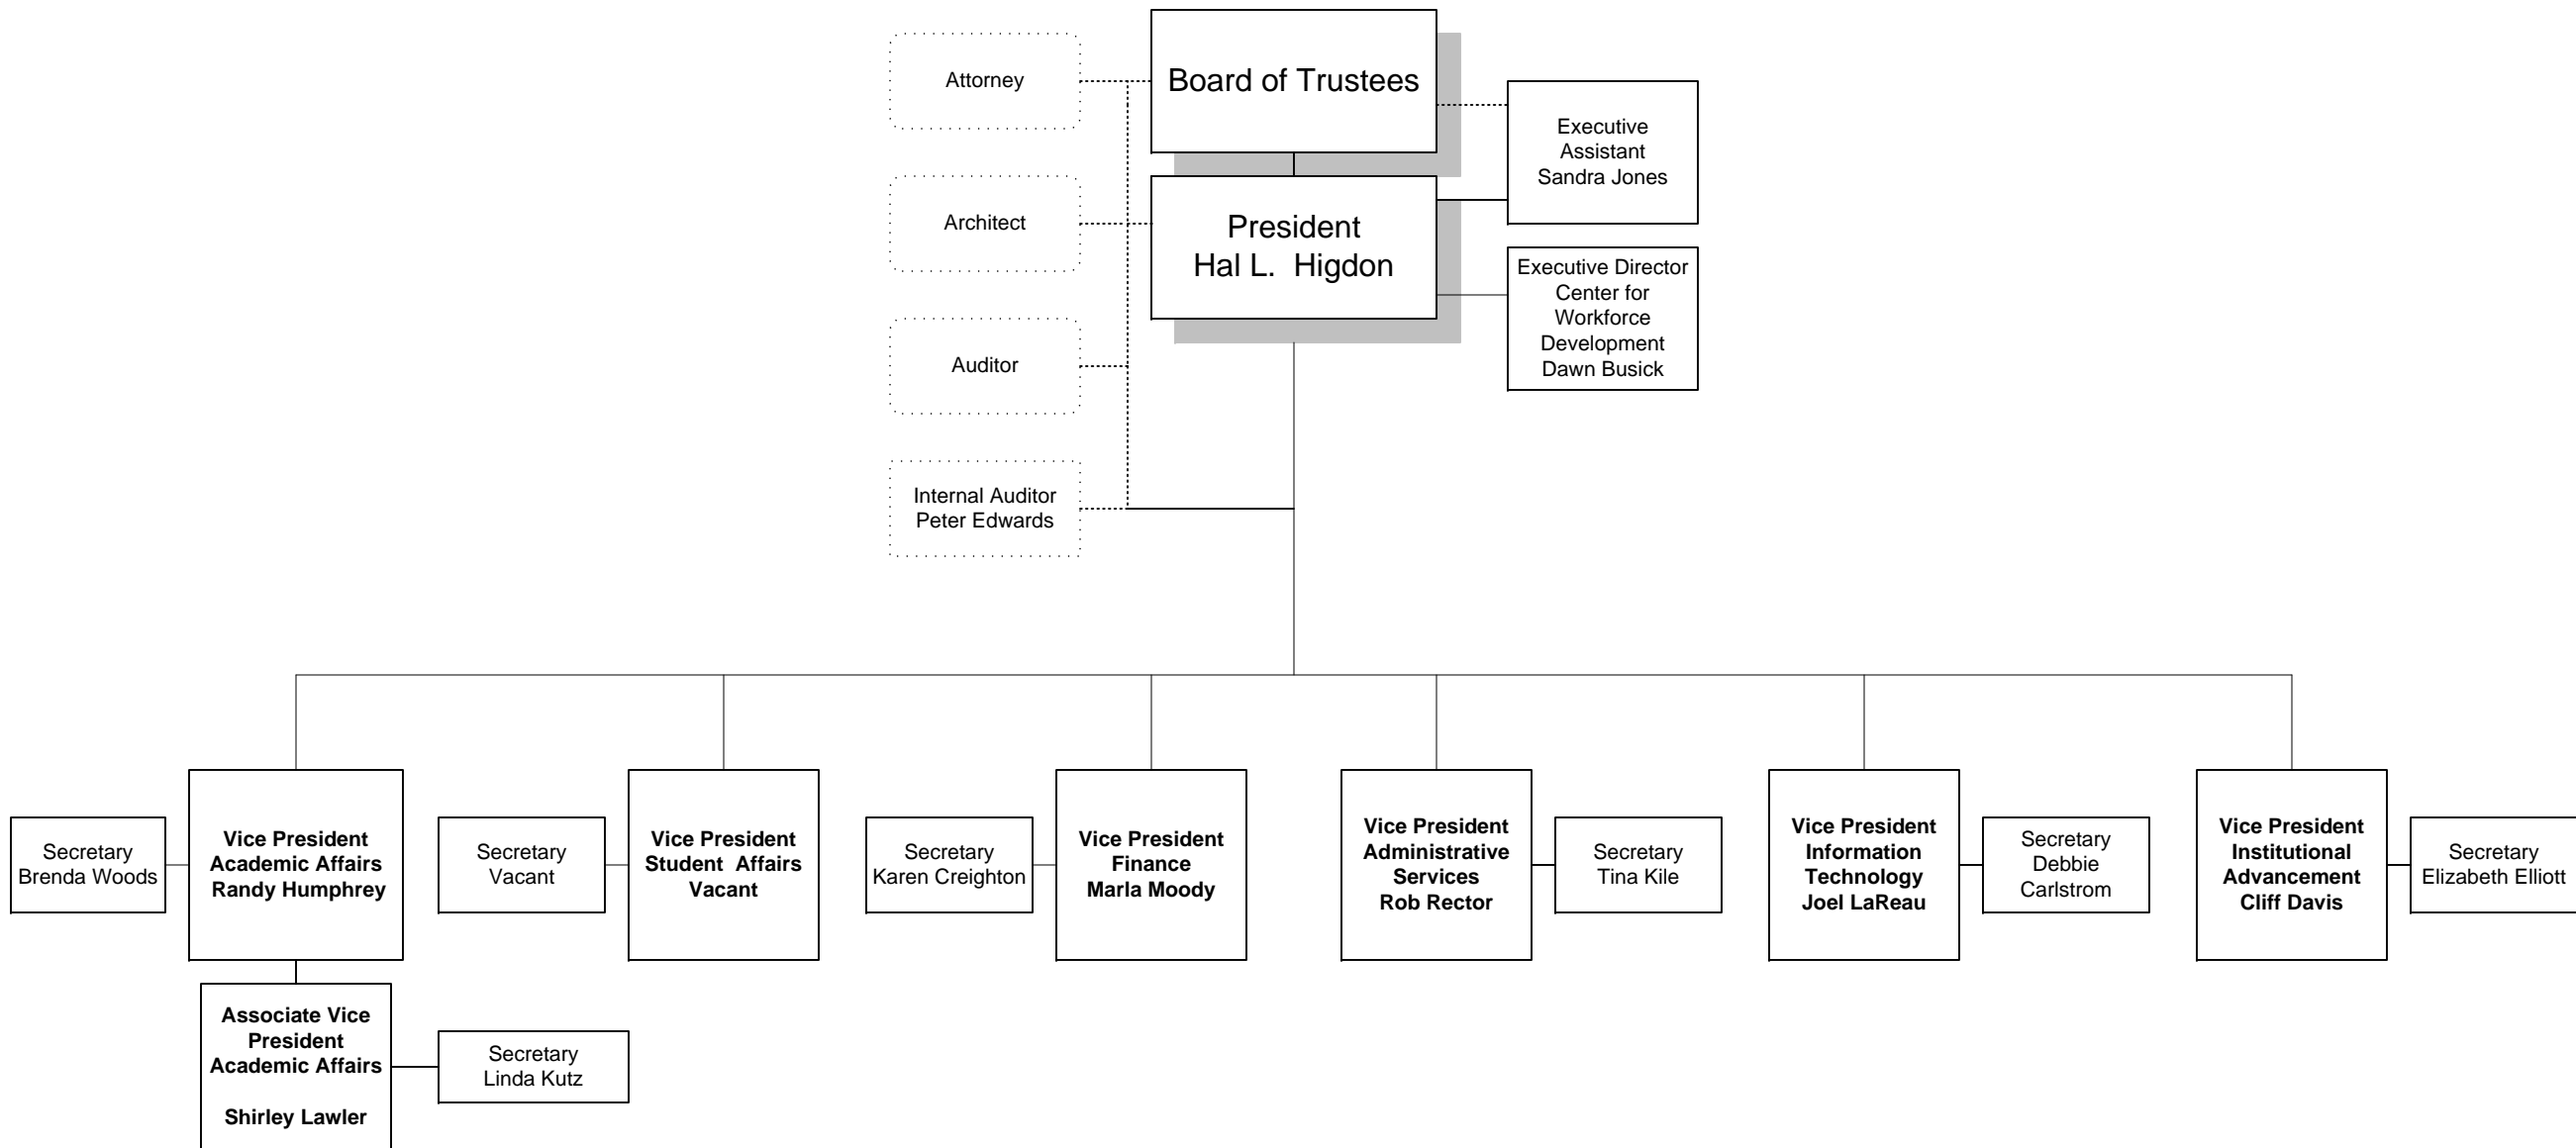 Board of Trustees
Attorney
Executive
Assistant
Sandra Jones
Architect
President
Hal L. Higdon
Executive Director
Center for
Workforce
Development
Dawn Busick
Auditor
Internal Auditor
Peter Edwards
Secretary
Brenda Woods
Vice President
Academic Affairs
Randy Humphrey
Secretary
Vacant
Vice President
Student Affairs
Vacant
Secretary
Karen Creighton
Vice President
Finance
Marla Moody
Vice President
Administrative
Services
Rob Rector
Secretary
Tina Kile
Vice President
Information
Technology
Joel LaReau
Secretary
Debbie
Carlstrom
Vice President
Institutional
Advancement
Cliff Davis
Secretary
Elizabeth Elliott
Associate Vice
President
Academic Affairs
Shirley Lawler
Secretary
Linda Kutz